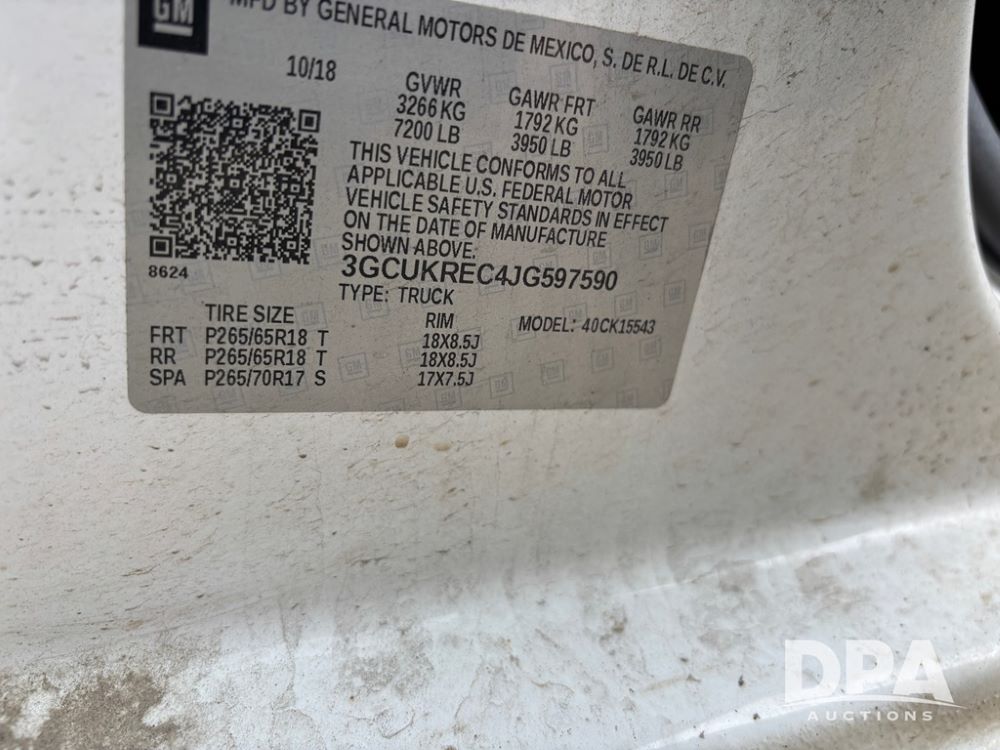 GM
MFD BY GENERAL MOTORS DE MEXICO, S. DE R.L. DE C.V.
10/18
GVWR GAWR FRT GAWR RR
3266 KG 1792 KG 1792 KG
7200 LB 3950 LB 3950 LB
THIS VEHICLE CONFORMS TO ALL
APPLICABLE U.S. FEDERAL MOTOR
VEHICLE SAFETY STANDARDS IN EFFECT
ON THE DATE OF MANUFACTURE
SHOWN ABOVE.
8624
3GCUKREC4JG597590
TYPE: TRUCK
TIRE SIZE RIM MODEL: 40CK15543
FRT P265/65R18 T 18X8.5J
RR P265/65R18 T 18X8.5J
SPA P265/70R17 S 17X7.5J
DPA
AUCTIONS